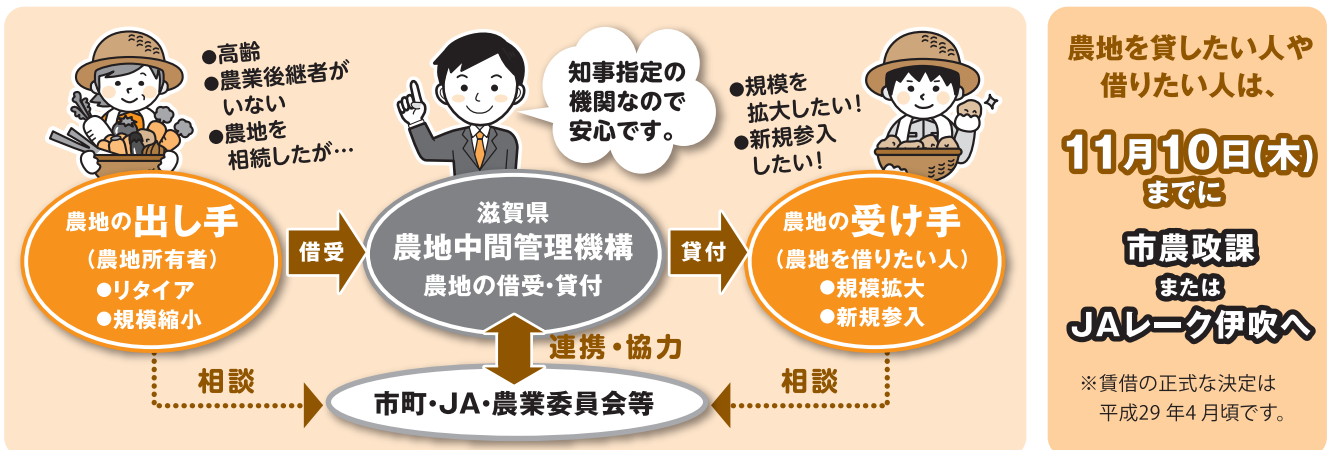 ●高齢
●農業後継者が
いない
●農地を
相続したが…
知事指定の
機関なので
安心です。
●規模を
拡大したい！
●新規参入
したい！
農地の出し手
（農地所有者）
●リタイア
●規模縮小
借受
滋賀県
農地中間管理機構
農地の借受・貸付
貸付
農地の受け手
（農地を借りたい人）
●規模拡大
●新規参入
連携・協力
相談
相談
市町・JA・農業委員会等
農地を貸したい人や
借りたい人は、
11月10日(木)
までに
市農政課
または
JAレーク伊吹へ
※賃借の正式な決定は
平成29年4月頃です。